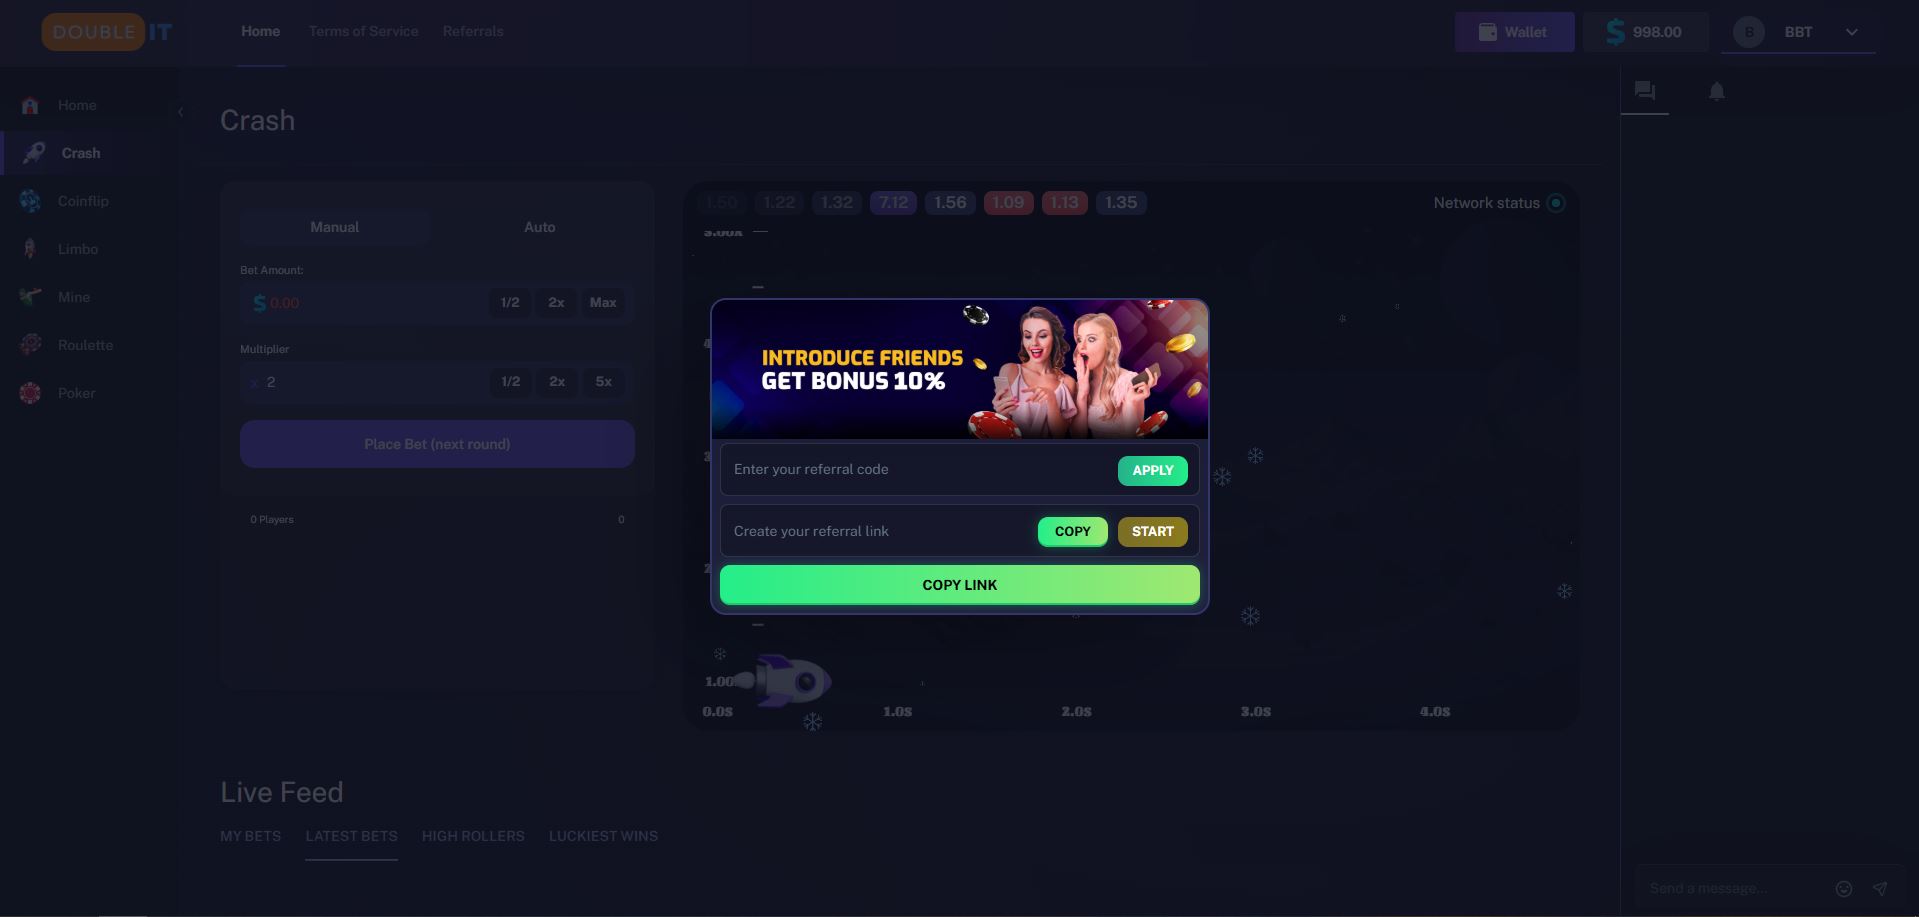 DOUBLE IT
Home
Terms of Service
Referrals
Wallet
998.00
B
BBT
Home
Crash
Coinflip
Limbo
Mine
Roulette
Poker
Crash
Manual
Auto
Bet Amount:
$ 0.00
1/2
2x
Max
Multiplier
x 2
1/2
2x
5x
Place Bet (next round)
0 Players
0
1.50
1.22
1.32
7.12
1.56
1.09
1.13
1.35
Network status
INTRODUCE FRIENDS
GET BONUS 10%
Enter your referral code
APPLY
Create your referral link
COPY
START
COPY LINK
1.00
0.0s
1.0s
2.0s
3.0s
4.0s
Live Feed
MY BETS
LATEST BETS
HIGH ROLLERS
LUCKIEST WINS
Send a message...